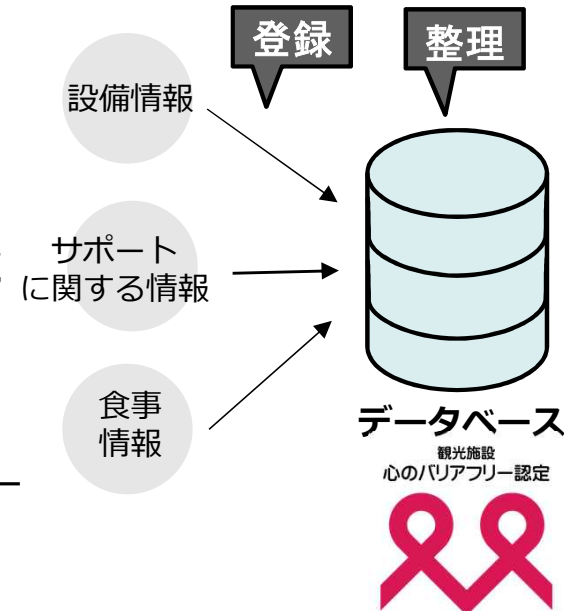 登録
整理
設備情報
サポート
に関する情報
食事
情報
データベース
観光施設
心のバリアフリー認定